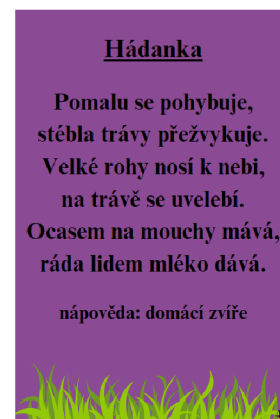 Hádanka
Pomalu se pohybuje,
stébla trávy přežvykuje.
Velké rohy nosí k nebi,
na trávě se uvelebí.
Ocasem na mouchy mává,
ráda lidem mléko dává.
nápověda: domácí zvíře